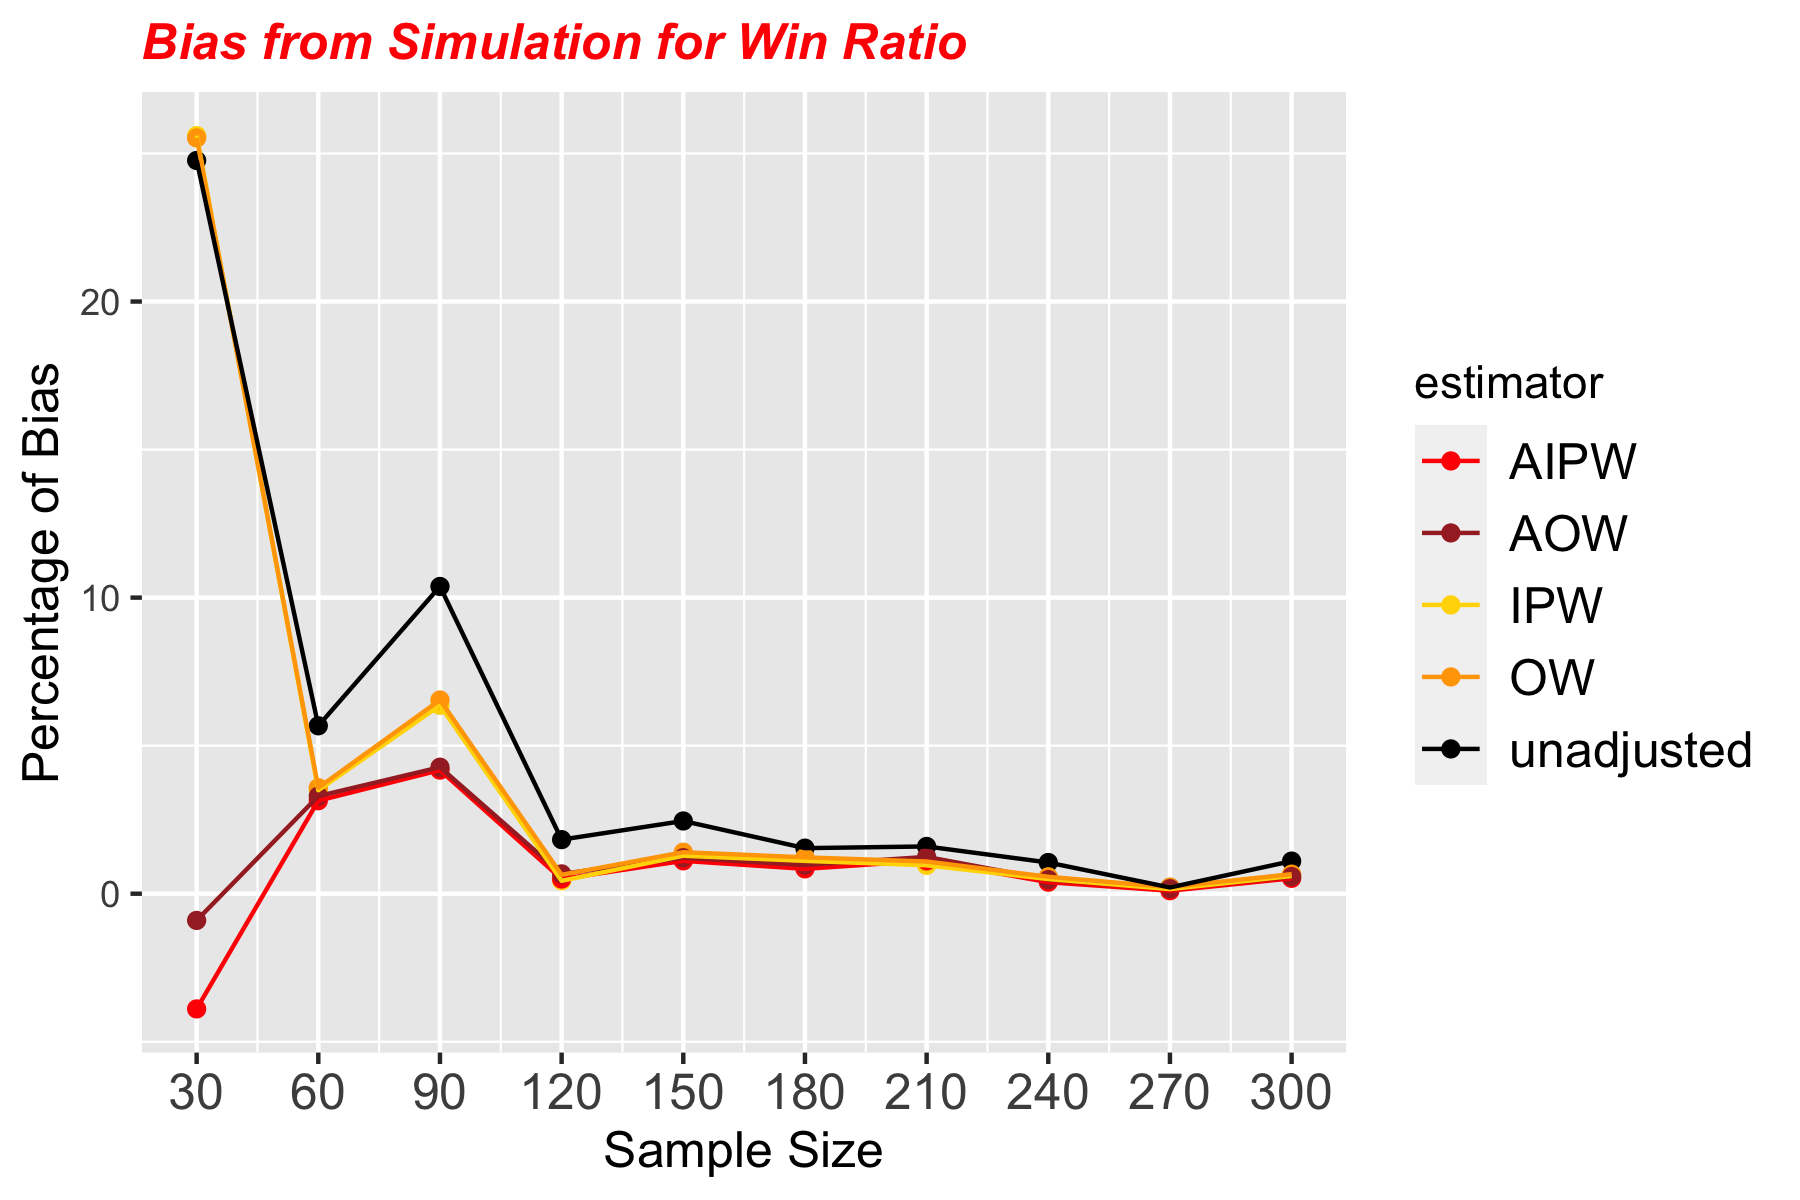 Bias from Simulation for Win Ratio
Percentage of Bias
20
10
0
30 60 90 120 150 180 210 240 270 300
Sample Size
estimator
AIPW
AOW
IPW
OW
unadjusted